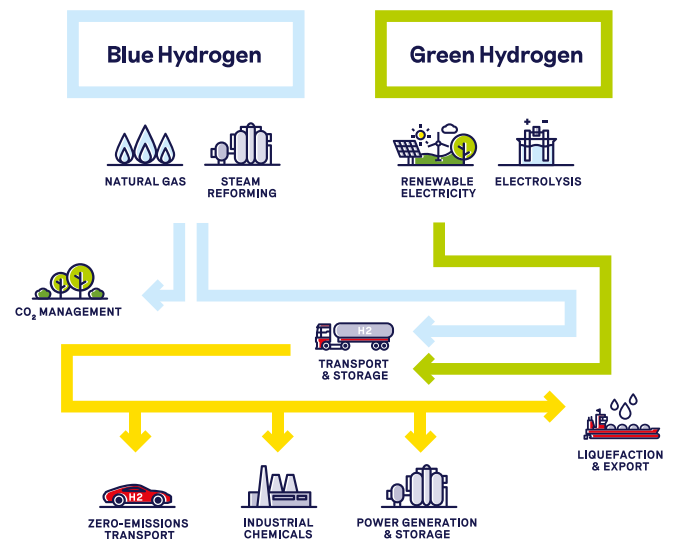 Blue Hydrogen
Green Hydrogen
NATURAL GAS
STEAM
REFORMING
RENEWABLE
ELECTRICITY
ELECTROLYSIS
CO₂ MANAGEMENT
H2
TRANSPORT
& STORAGE
LIQUEFACTION
& EXPORT
H2
ZERO-EMISSIONS
TRANSPORT
INDUSTRIAL
CHEMICALS
POWER GENERATION
& STORAGE